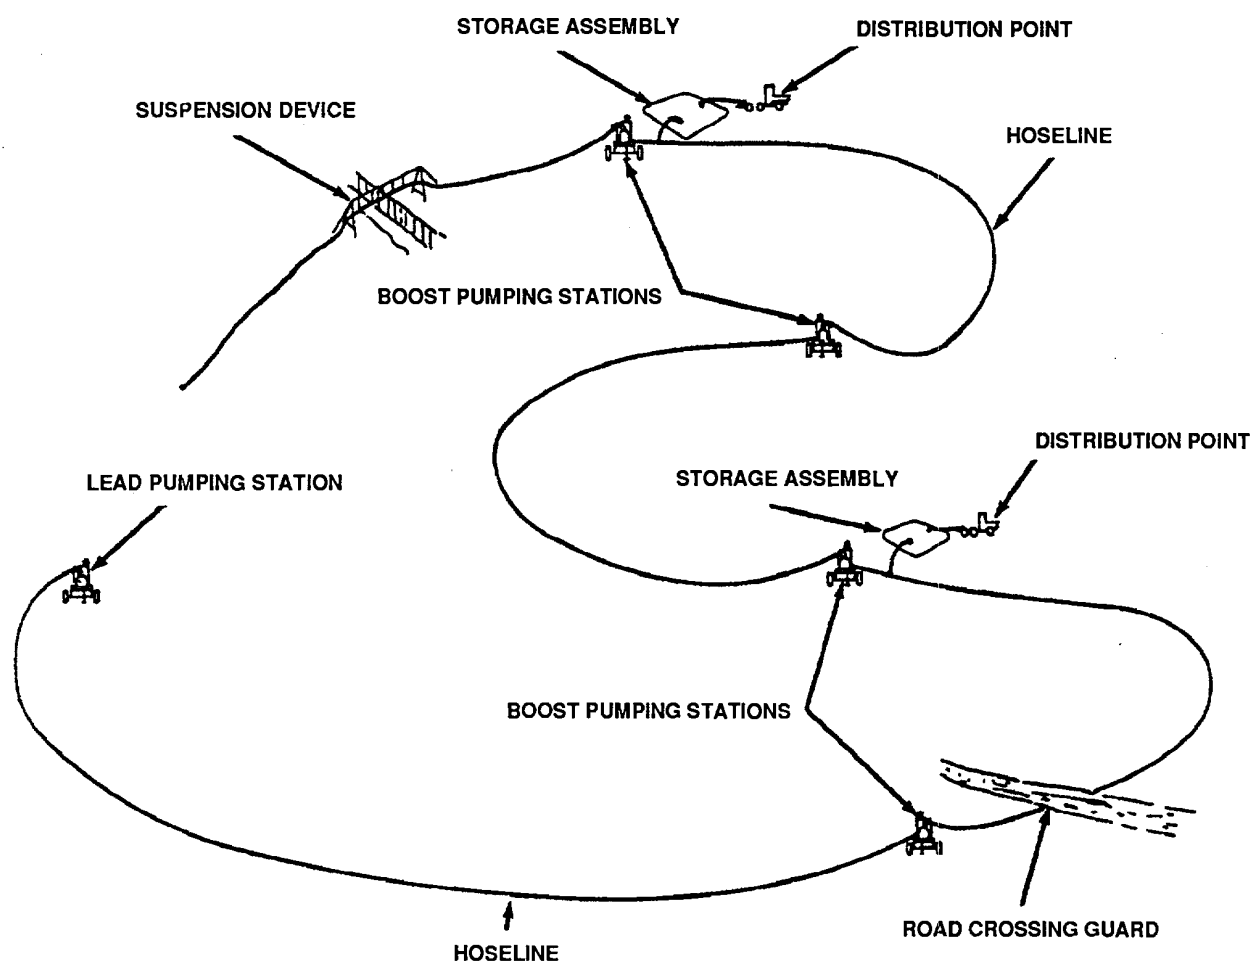 STORAGE ASSEMBLY
DISTRIBUTION POINT
SUSPENSION DEVICE
HOSELINE
BOOST PUMPING STATIONS
DISTRIBUTION POINT
STORAGE ASSEMBLY
LEAD PUMPING STATION
BOOST PUMPING STATIONS
ROAD CROSSING GUARD
HOSELINE